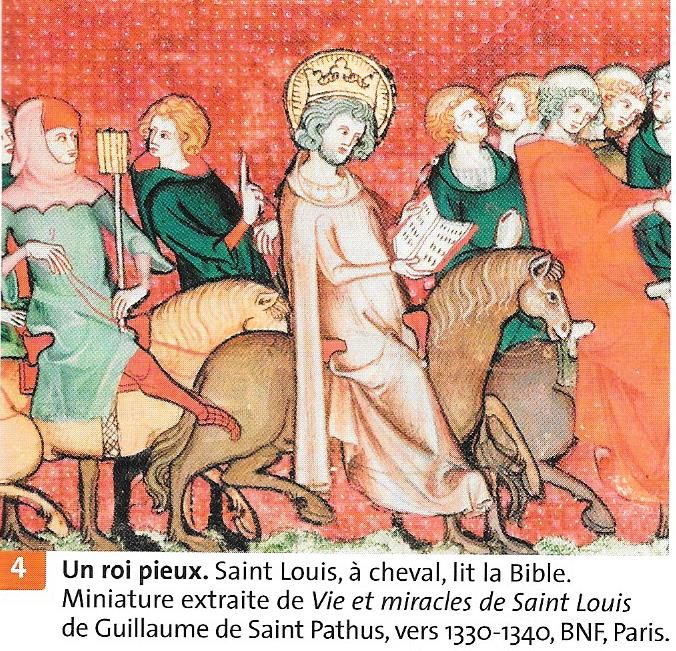 4 Un roi pieux. Saint Louis, à cheval, lit la Bible.
Miniature extraite de Vie et miracles de Saint Louis
de Guillaume de Saint Pathus, vers 1330-1340, BNF, Paris.